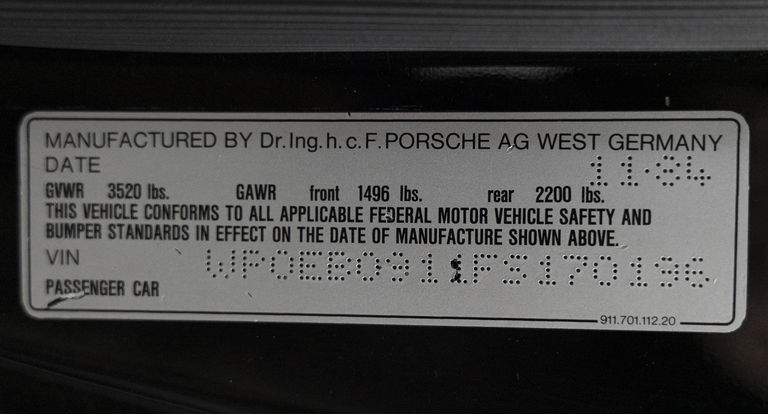 MANUFACTURED BY Dr.Ing.h.c.F.PORSCHE AG WEST GERMANY
DATE 11·84
GVWR 3520 lbs. GAWR front 1496 lbs. rear 2200 lbs.
THIS VEHICLE CONFORMS TO ALL APPLICABLE FEDERAL MOTOR VEHICLE SAFETY AND
BUMPER STANDARDS IN EFFECT ON THE DATE OF MANUFACTURE SHOWN ABOVE.
VIN WP0EB0911FS170196
PASSENGER CAR
911.701.112.20